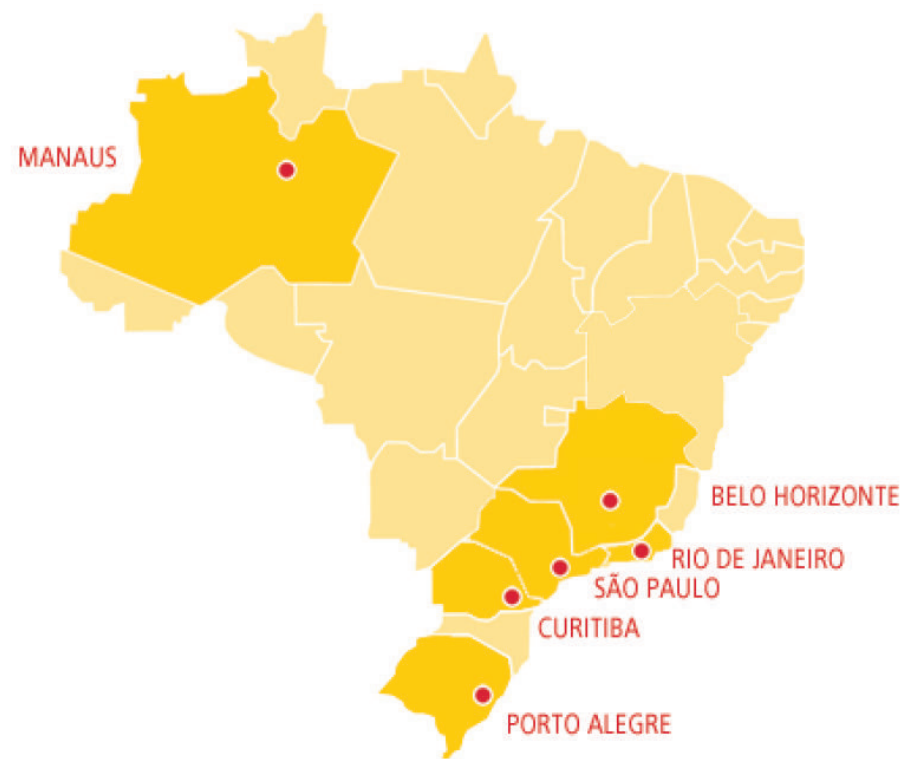 MANAUS
BELO HORIZONTE
RIO DE JANEIRO
SÃO PAULO
CURITIBA
PORTO ALEGRE